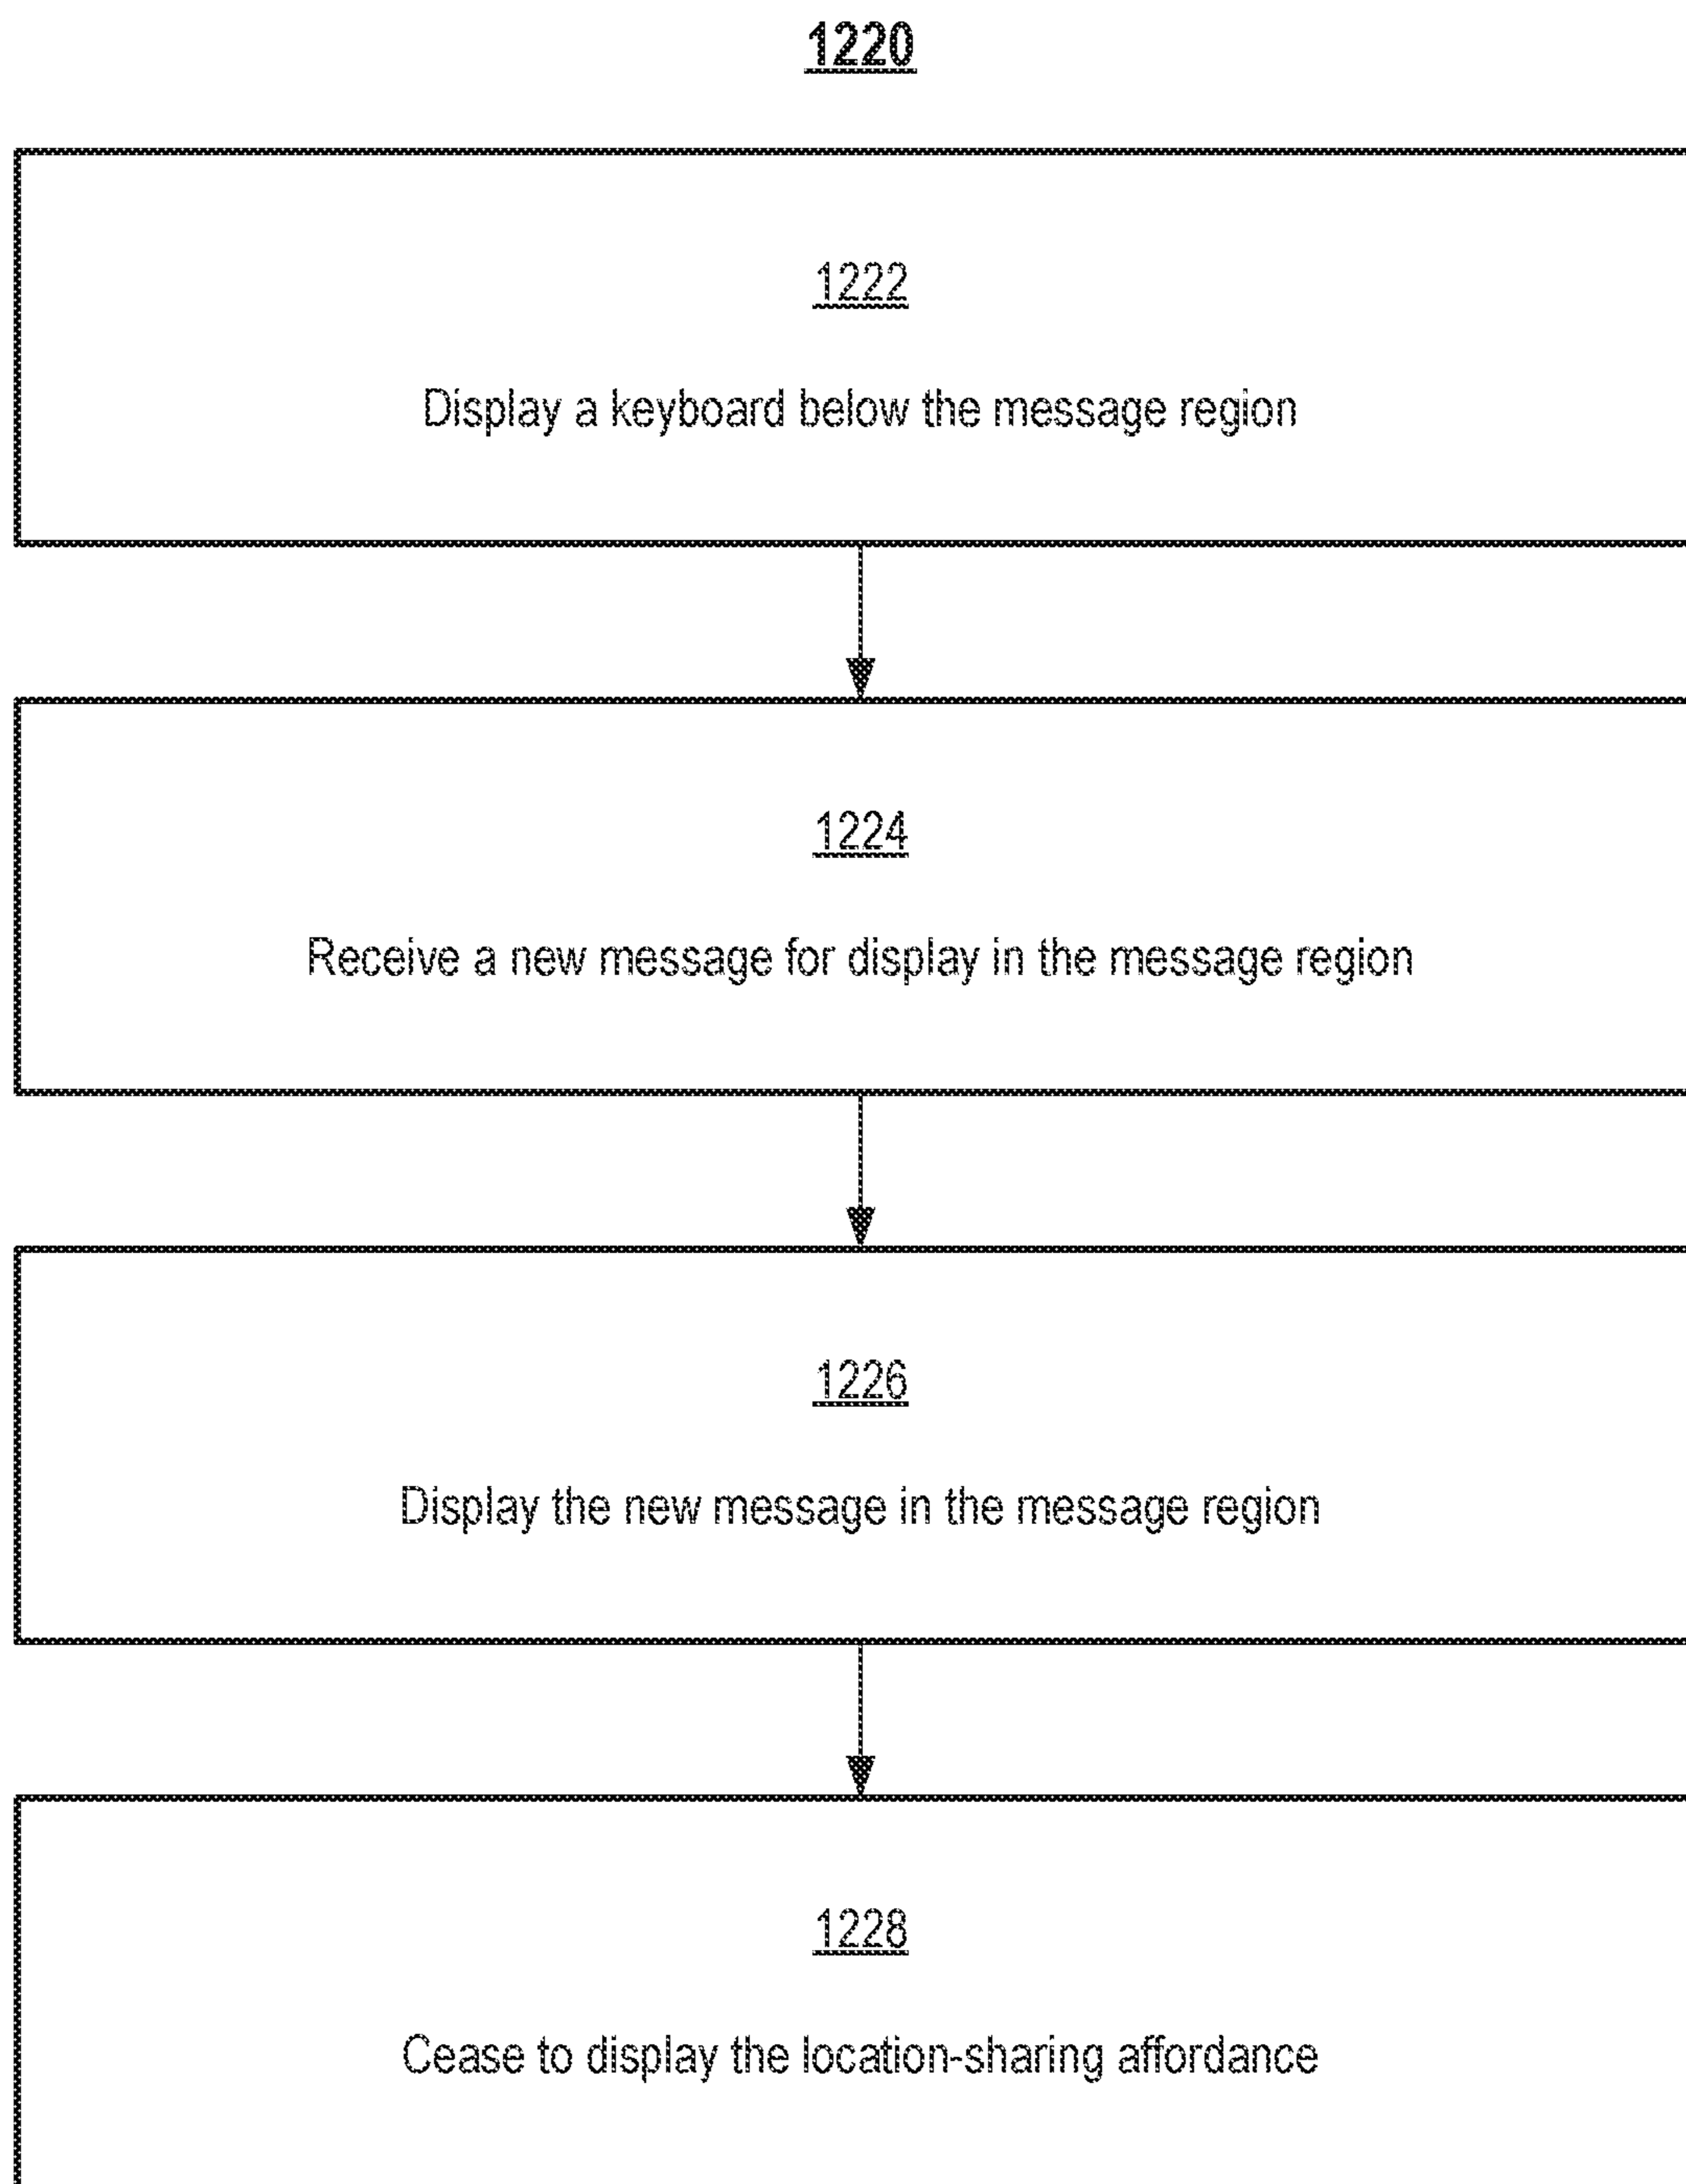 1220
1222
Display a keyboard below the message region
1224
Receive a new message for display in the message region
1226
Display the new message in the message region
1228
Cease to display the location-sharing affordance